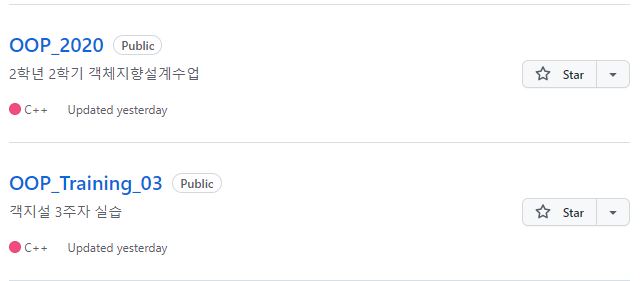 OOP_2020 Public
2학년 2학기 객체지향설계수업
Star
C++ Updated yesterday
OOP_Training_03 Public
객지설 3주자 실습
Star
C++ Updated yesterday